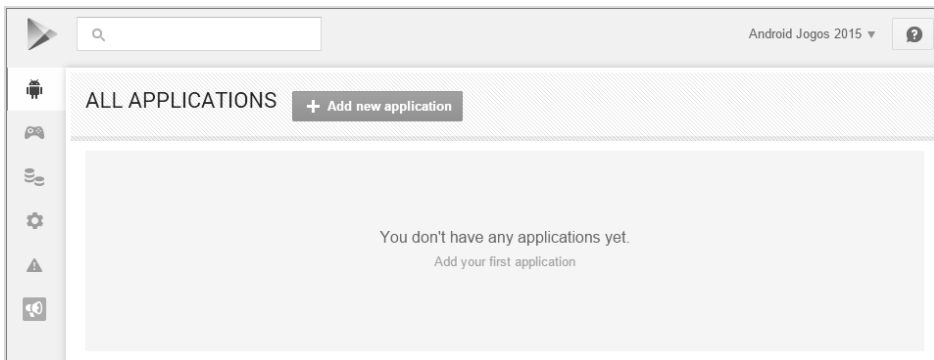 Android Jogos 2015
ALL APPLICATIONS
+ Add new application
You don't have any applications yet.
Add your first application